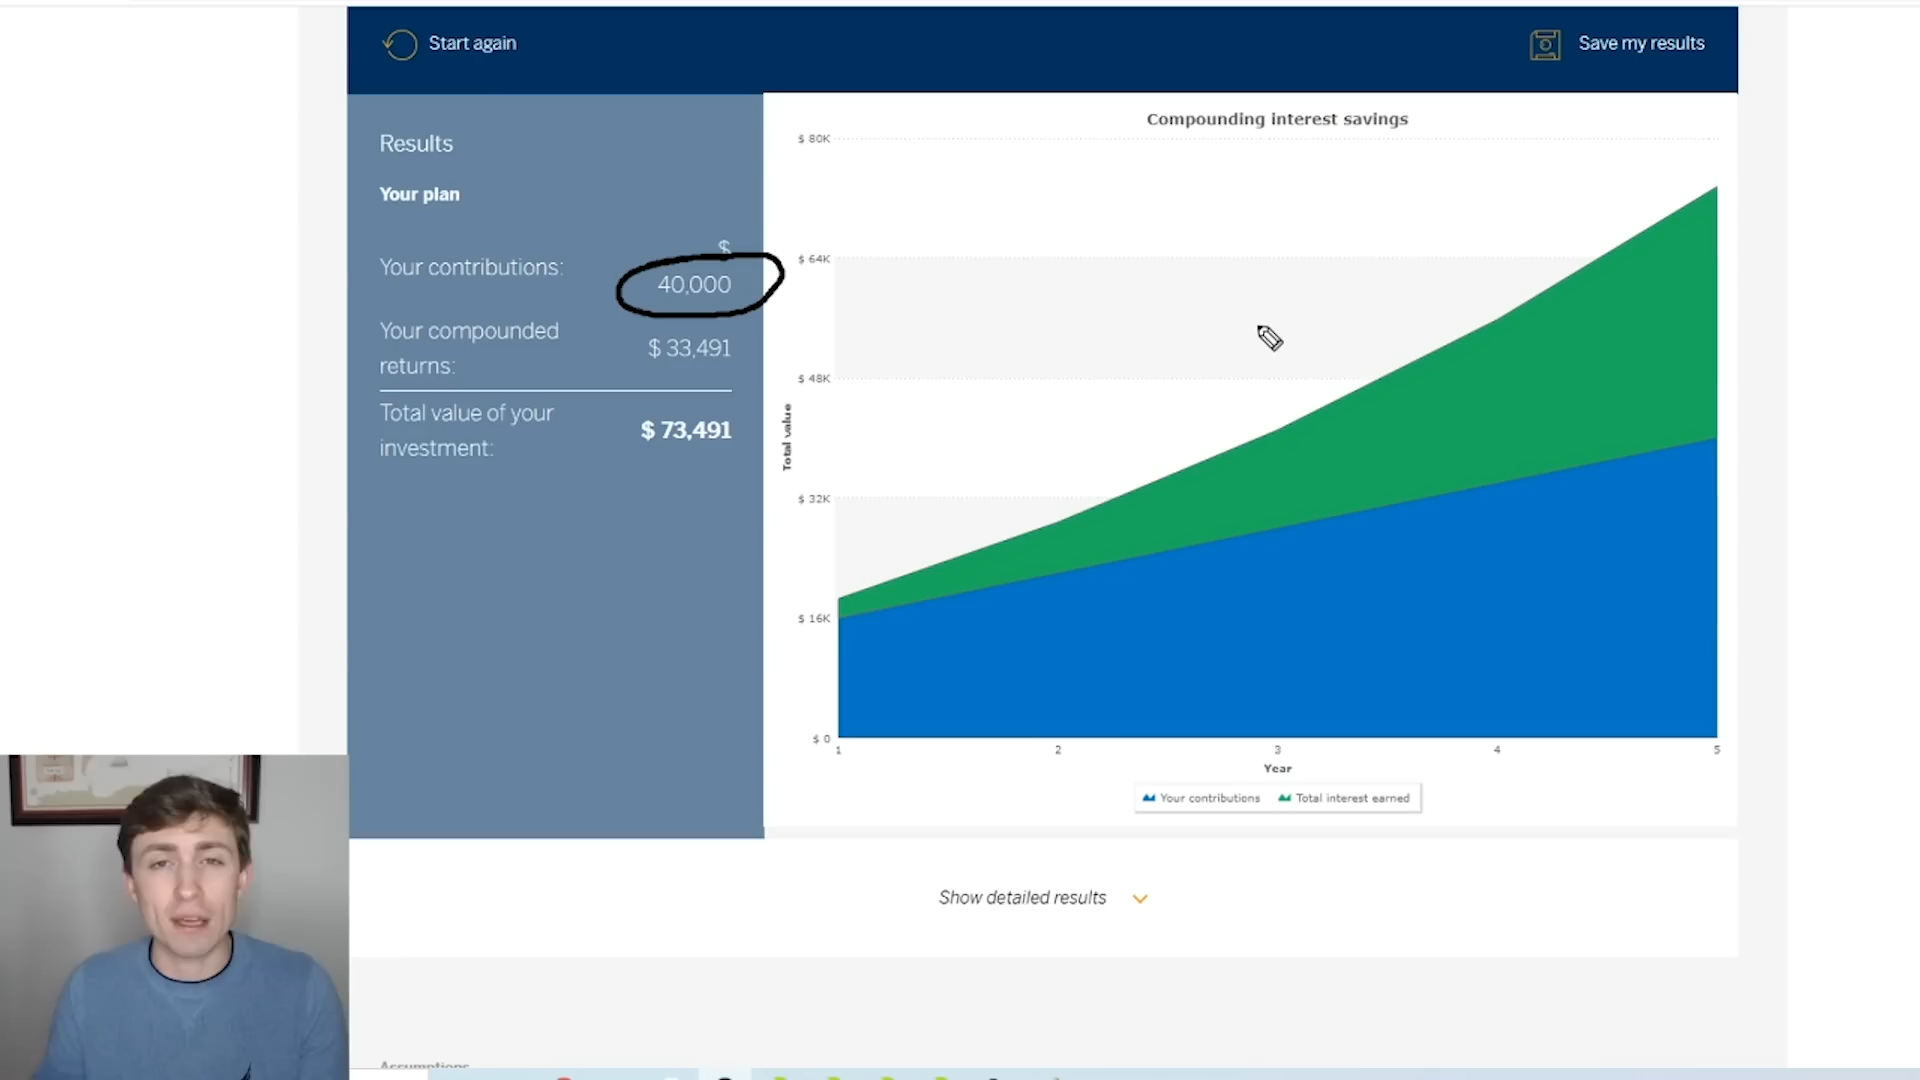 Start again
Save my results
Results
Your plan
Your contributions:
$
40,000
Your compounded
returns:
$ 33,491
Total value of your
investment:
$ 73,491
Compounding interest savings
$ 80K
$ 64K
$ 48K
$ 32K
$ 16K
$ 0
Total value
1
2
3
4
5
Year
Your contributions
Total interest earned
Show detailed results
Assumptions